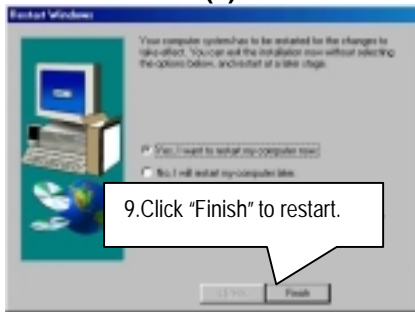 Restart Windows
Your computer system has to be restarted for the changes to
take effect. You can exit the installation now without selecting
the options below, and restart at a later stage.
Yes, I want to restart my computer now.
No, I will restart my computer later.
9.Click “Finish” to restart.
Finish